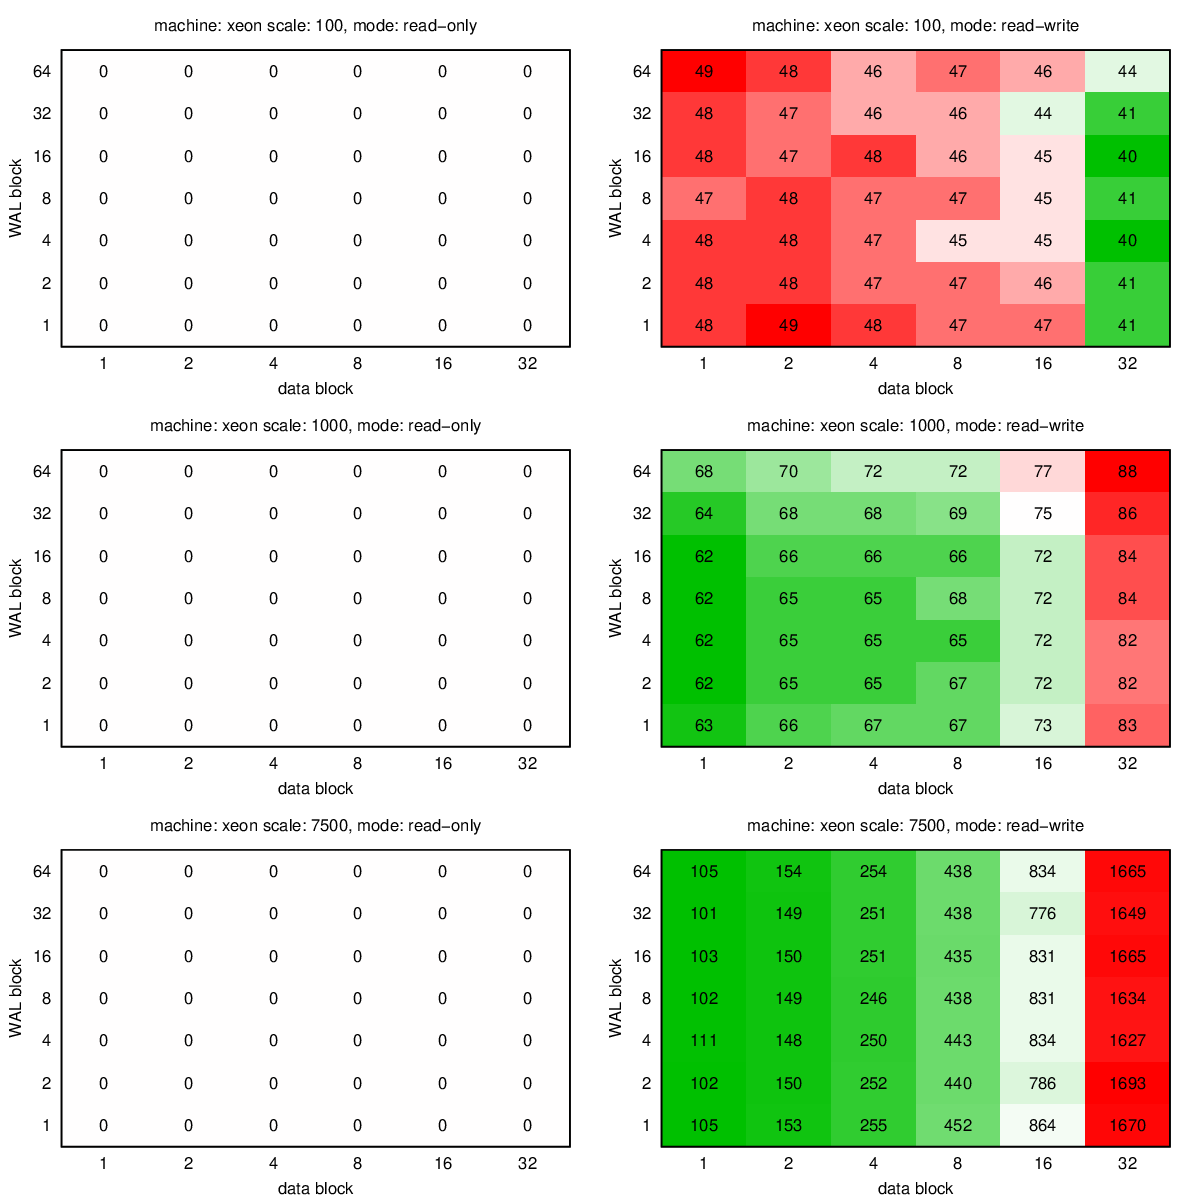 machine: xeon scale: 100, mode: read−only
64 0 0 0 0 0 0
32 0 0 0 0 0 0
16 0 0 0 0 0 0
8 0 0 0 0 0 0
4 0 0 0 0 0 0
2 0 0 0 0 0 0
1 0 0 0 0 0 0
WAL block
1 2 4 8 16 32
data block
machine: xeon scale: 100, mode: read−write
64 49 48 46 47 46 44
32 48 47 46 46 44 41
16 48 47 48 46 45 40
8 47 48 47 47 45 41
4 48 48 47 45 45 40
2 48 48 47 47 46 41
1 48 49 48 47 47 41
WAL block
1 2 4 8 16 32
data block
machine: xeon scale: 1000, mode: read−only
64 0 0 0 0 0 0
32 0 0 0 0 0 0
16 0 0 0 0 0 0
8 0 0 0 0 0 0
4 0 0 0 0 0 0
2 0 0 0 0 0 0
1 0 0 0 0 0 0
WAL block
1 2 4 8 16 32
data block
machine: xeon scale: 1000, mode: read−write
64 68 70 72 72 77 88
32 64 68 68 69 75 86
16 62 66 66 66 72 84
8 62 65 65 68 72 84
4 62 65 65 65 72 82
2 62 65 65 67 72 82
1 63 66 67 67 73 83
WAL block
1 2 4 8 16 32
data block
machine: xeon scale: 7500, mode: read−only
64 0 0 0 0 0 0
32 0 0 0 0 0 0
16 0 0 0 0 0 0
8 0 0 0 0 0 0
4 0 0 0 0 0 0
2 0 0 0 0 0 0
1 0 0 0 0 0 0
WAL block
1 2 4 8 16 32
data block
machine: xeon scale: 7500, mode: read−write
64 105 154 254 438 834 1665
32 101 149 251 438 776 1649
16 103 150 251 435 831 1665
8 102 149 246 438 831 1634
4 111 148 250 443 834 1627
2 102 150 252 440 786 1693
1 105 153 255 452 864 1670
WAL block
1 2 4 8 16 32
data block